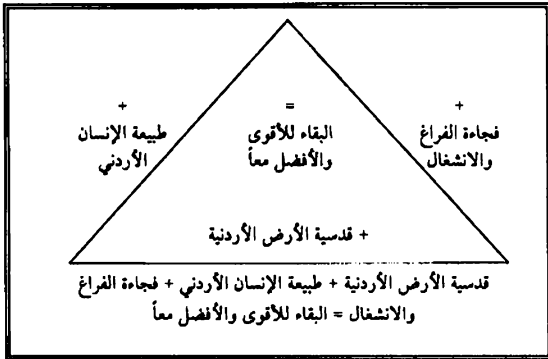 +
فجاءة الفراغ
والانشغال
=
البقاء للأقوى
والأفضل معاً
+
طبيعة الإنسان
الأردني
+ قدسية الأرض الأردنية
قدسية الأرض الأردنية + طبيعة الإنسان الأردني + فجاءة الفراغ
والانشغال = البقاء للأقوى والأفضل معاً